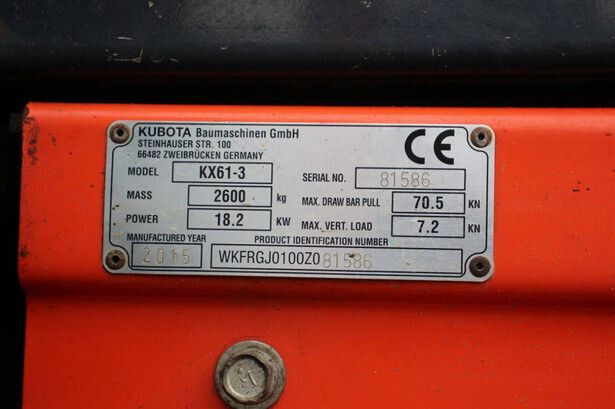 KUBOTA Baumaschinen GmbH
STEINHAUSER STR. 100
66482 ZWEIBRÜCKEN GERMANY
CE
MODEL KX61-3
SERIAL NO. 81586
MASS 2600 kg
MAX. DRAW BAR PULL 70.5 KN
POWER 18.2 KW
MAX. VERT. LOAD 7.2 KN
MANUFACTURED YEAR
PRODUCT IDENTIFICATION NUMBER
2015
WKFRGJ0100Z081586